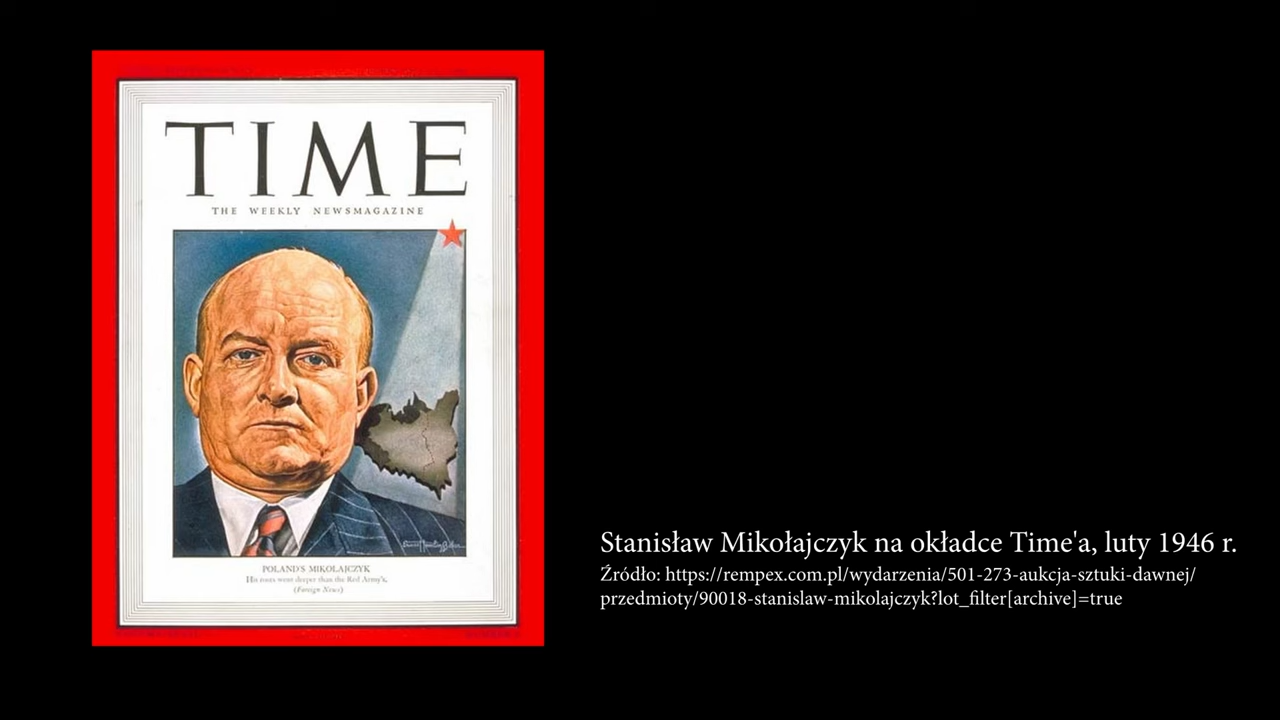 TIME
THE WEEKLY NEWSMAGAZINE
POLAND'S MIKOLAJCZYK
His roots went deeper than the Red Army's.
(Foreign News)
Stanisław Mikołajczyk na okładce Time'a, luty 1946 r.
Źródło: https://rempex.com.pl/wydarzenia/501-273-aukcja-sztuki-dawnej/
przedmioty/90018-stanislaw-mikolajczyk?lot_filter[archive]=true